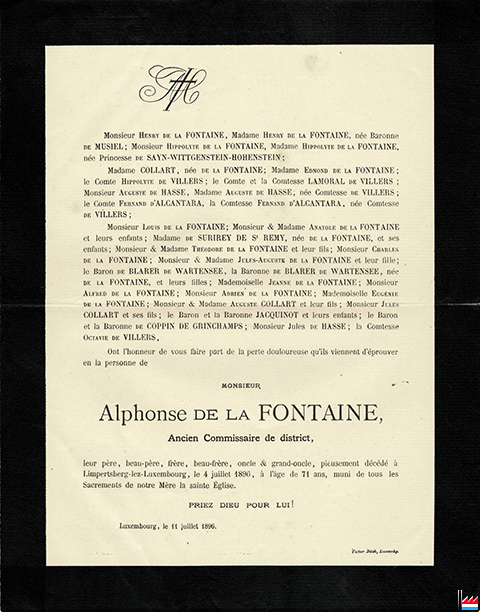 Monsieur Henry de la Fontaine, Madame Henry de la Fontaine, née Baronne
de MUSIEL; Monsieur Hippolyte de la Fontaine, Madame Hippolyte de la Fontaine,
née Princesse de SAYN-WITTGENSTEIN-HOHENSTEIN;
Madame COLLART, née de la FONTAINE; Madame Edmond de la FONTAINE;
le Comte Hippolyte de VILLERS; le Comte et la Comtesse LAMORAL de VILLERS;
Monsieur Auguste de HASSE, Madame Auguste de HASSE, née Comtesse de VILLERS;
le Comte Fernand d'ALCANTARA, la Comtesse Fernand d'ALCANTARA, née Comtesse
de VILLERS;
Monsieur Louis de la FONTAINE; Monsieur & Madame Anatole de la FONTAINE
et leurs enfants; Madame de SURIREY DE St REMY, née de la FONTAINE, et ses
enfants; Monsieur & Madame Théodore de la FONTAINE et leur fils; Monsieur Charles
de la FONTAINE; Monsieur & Madame Jules-Auguste de la FONTAINE et leur fille;
le Baron de BLARER de WARTENSEE, la Baronne de BLARER de WARTENSEE, née
de la FONTAINE, et leurs filles; Mademoiselle Jeanne de la FONTAINE; Monsieur
Alfred de la FONTAINE; Monsieur Adrien de la FONTAINE; Mademoiselle Eugénie
de la FONTAINE; Monsieur & Madame Auguste COLLART et leur fils; Monsieur Jules
COLLART et ses fils; le Baron et la Baronne JACQUINOT et leurs enfants; le Baron
et la Baronne de COPPIN de GRINCHAMPS; Monsieur Jules de HASSE; la Comtesse
Octavie de VILLERS,
Ont l'honneur de vous faire part de la perte douloureuse qu'ils viennent d'éprouver
en la personne de
MONSIEUR
Alphonse DE LA FONTAINE,
Ancien Commissaire de district,
leur père, beau-père, frère, beau-frère, oncle & grand-oncle, pieusement décédé à
Limpertsberg-lez-Luxembourg, le 4 juillet 1896, à l'âge de 71 ans, muni de tous les
Sacrements de notre Mère la sainte Église.
PRIEZ DIEU POUR LUI!
Luxembourg, le 11 juillet 1896.
Victor Bück, Luxembg.